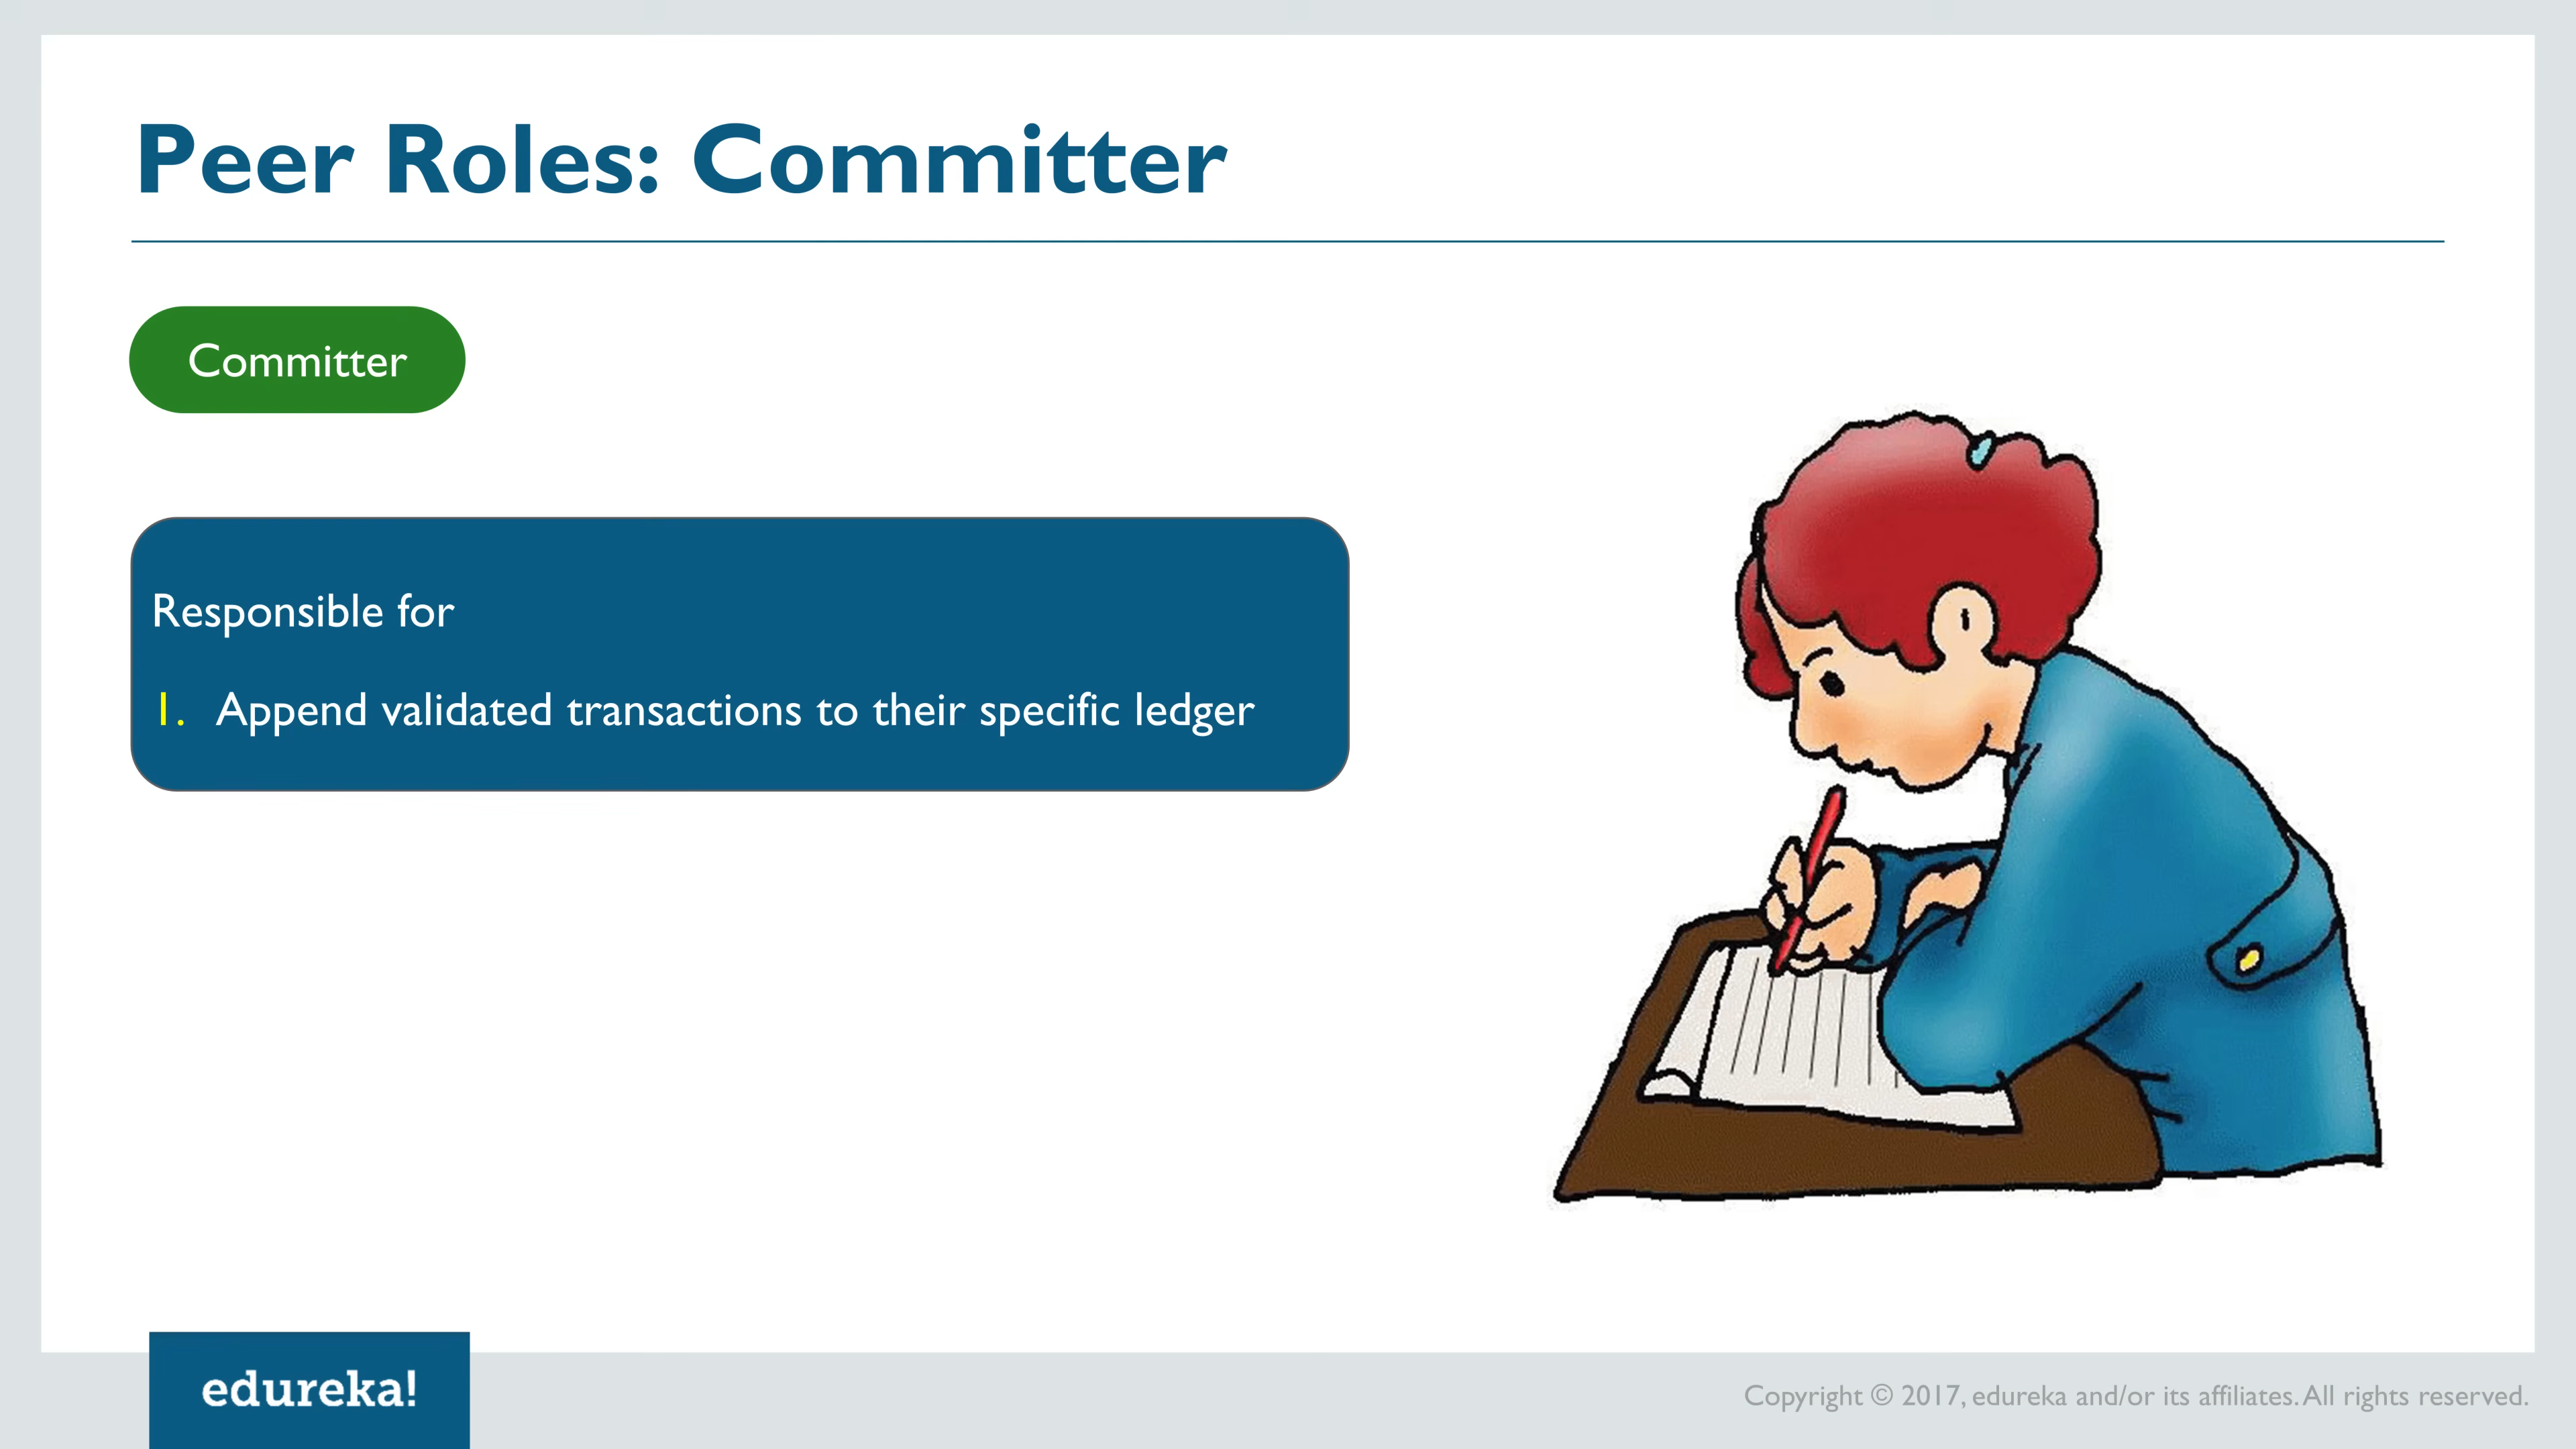 Peer Roles: Committer
Committer
Responsible for
1. Append validated transactions to their specific ledger
edureka!
Copyright © 2017, edureka and/or its affiliates. All rights reserved.